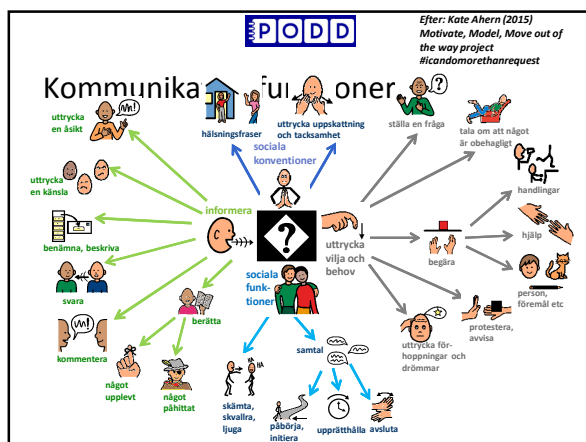 PODD
Efter: Kate Ahern (2015)
Motivate, Model, Move out of
the way project
#icandomorethanrequest
uttrycka
en åsikt
hälsningsfraser
uttrycka uppskattning
och tacksamhet
sociala
konventioner
ställa en fråga
tala om att något
är obehagligt
uttrycka
en känsla
informera
benämna, beskriva
svara
kommentera
berätta
något
upplevt
något
påhittat
?
sociala
funk-
tioner
skämta,
skvallra,
ljuga
HA
HA
samtal
påbörja,
initiera
upprätthålla
avsluta
uttrycka
vilja och
behov
begära
handlingar
hjälp
person,
föremål etc
protestera,
avvisa
uttrycka för-
hoppningar och
drömmar